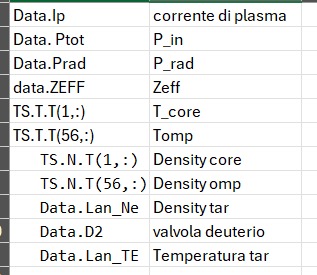 Data.Ip corrente di plasma
Data. Ptot P_in
Data.Prad P_rad
data.ZEFF Zeff
TS.T.T(1,:) T_core
TS.T.T(56,:) Tomp
TS.N.T(1,:) Density core
TS.N.T(56,:) Density omp
Data.Lan_Ne Density tar
Data.D2 valvola deuterio
Data.Lan_TE Temperatura tar